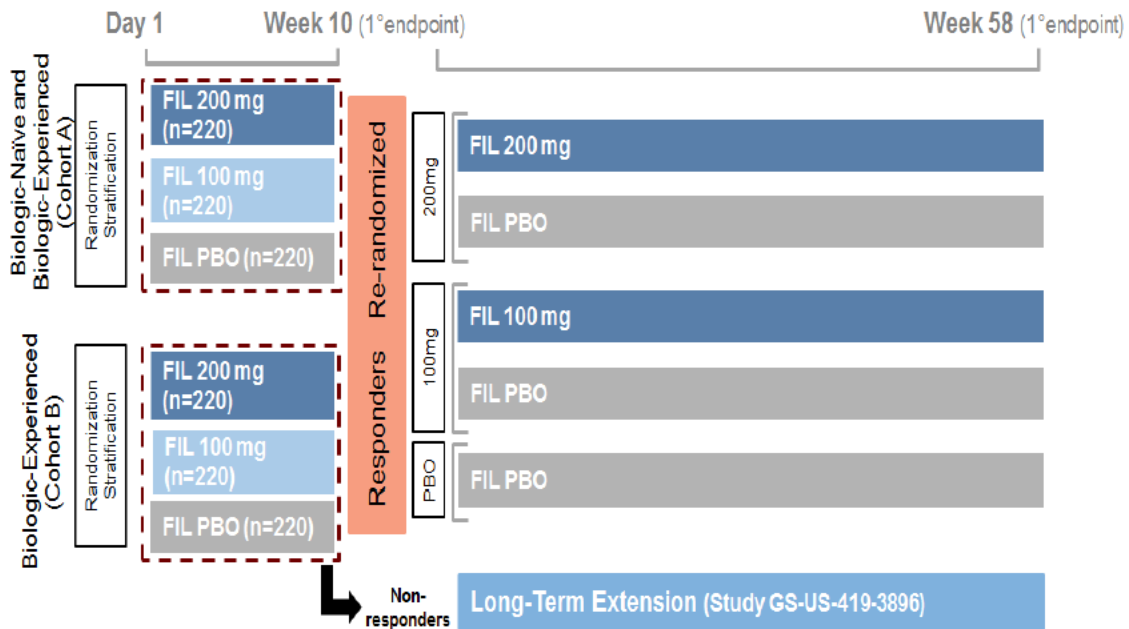 Day 1
Week 10 (1°endpoint)
Week 58 (1°endpoint)
Biologic-Naïve and
Biologic-Experienced
(Cohort A)
Randomization
Stratification
FIL 200 mg
(n=220)
FIL 100 mg
(n=220)
FIL PBO (n=220)
Biologic-Experienced
(Cohort B)
Randomization
Stratification
FIL 200 mg
(n=220)
FIL 100 mg
(n=220)
FIL PBO (n=220)
Responders Re-randomized
200mg
FIL 200 mg
FIL PBO
100mg
FIL 100 mg
FIL PBO
PBO
FIL PBO
Non-
responders
Long-Term Extension (Study GS-US-419-3896)